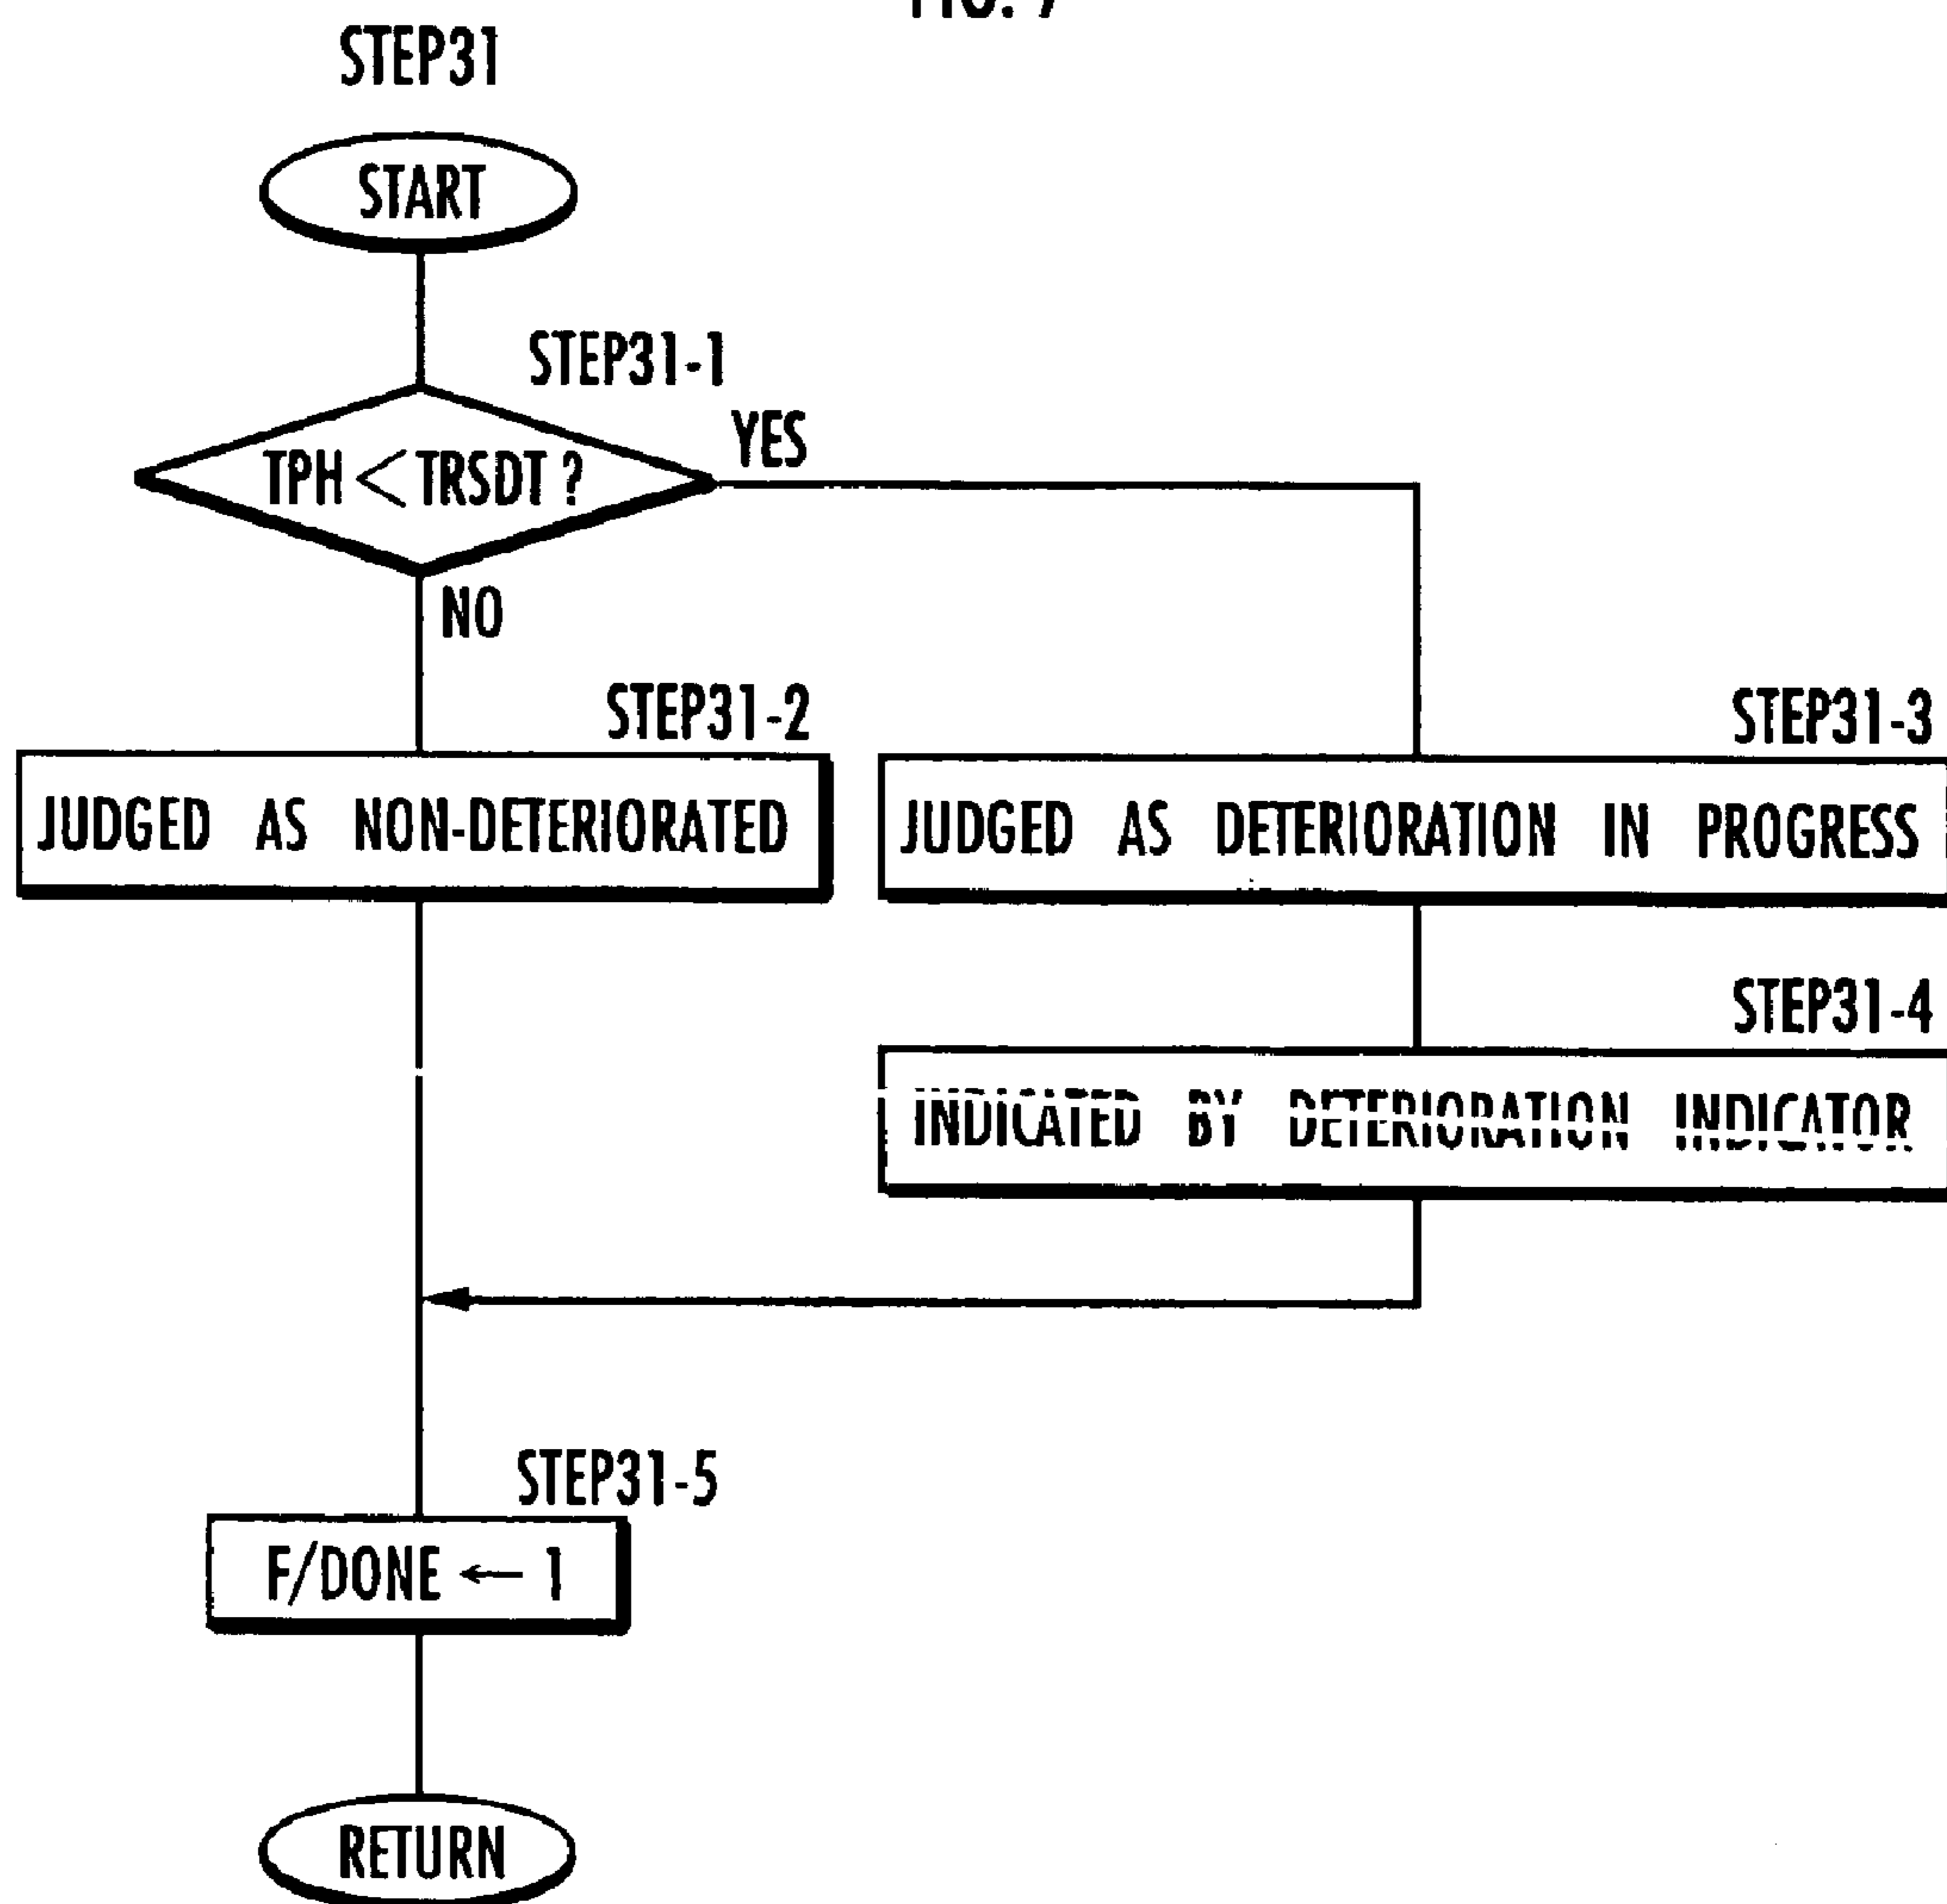 STEP31
START
STEP31-1
TPH < TRSDT ?
YES
NO
STEP31-2
JUDGED AS NON-DETERIORATED
STEP31-3
JUDGED AS DETERIORATION IN PROGRESS
STEP31-4
INDICATED BY DETERIORATION INDICATOR
STEP31-5
F/DONE ← 1
RETURN